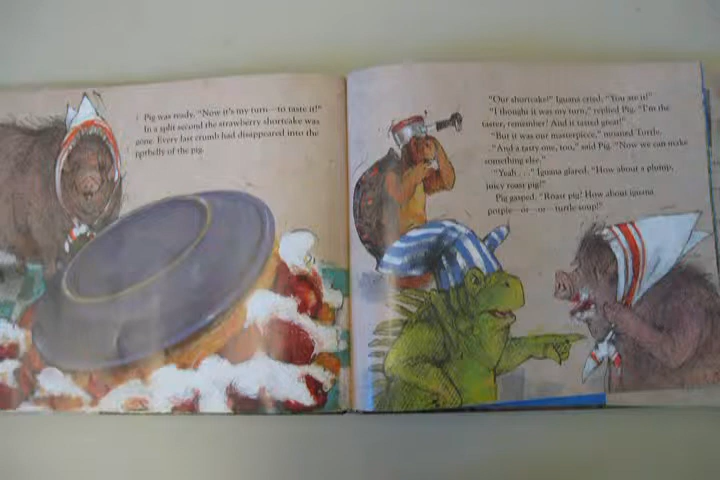 Pig was ready. "Now it's my turn—to taste it!"
In a split second the strawberry shortcake was
gone. Every last crumb had disappeared into the
potbelly of the pig.
"Our shortcake!" Iguana cried. "You ate it!"
"I thought it was my turn," replied Pig. "I'm the
taster, remember? And it tasted great!"
"But it was our masterpiece," moaned Turtle.
"And a tasty one, too," said Pig. "Now we can make
something else."
"Yeah . . ." Iguana glared. "How about a plump,
juicy roast pig!"
Pig gasped. "Roast pig! How about iguana
potpie—or—or—turtle soup!"